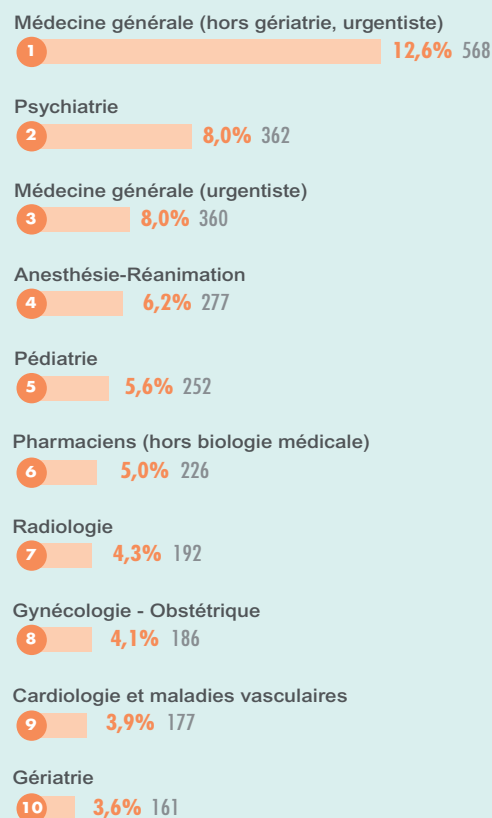 Médecine générale (hors gériatrie, urgentiste)
1 12,6% 568
Psychiatrie
2 8,0% 362
Médecine générale (urgentiste)
3 8,0% 360
Anesthésie-Réanimation
4 6,2% 277
Pédiatrie
5 5,6% 252
Pharmaciens (hors biologie médicale)
6 5,0% 226
Radiologie
7 4,3% 192
Gynécologie - Obstétrique
8 4,1% 186
Cardiologie et maladies vasculaires
9 3,9% 177
Gériatrie
10 3,6% 161